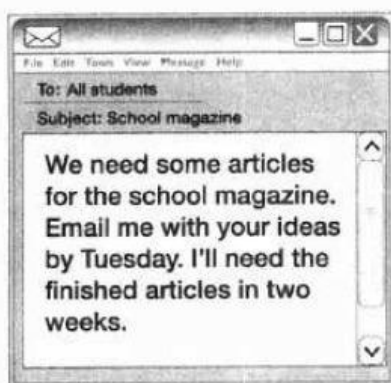 File Edit Town View Message Help
To: All students
Subject: School magazine
We need some articles
for the school magazine.
Email me with your ideas
by Tuesday. I'll need the
finished articles in two
weeks.